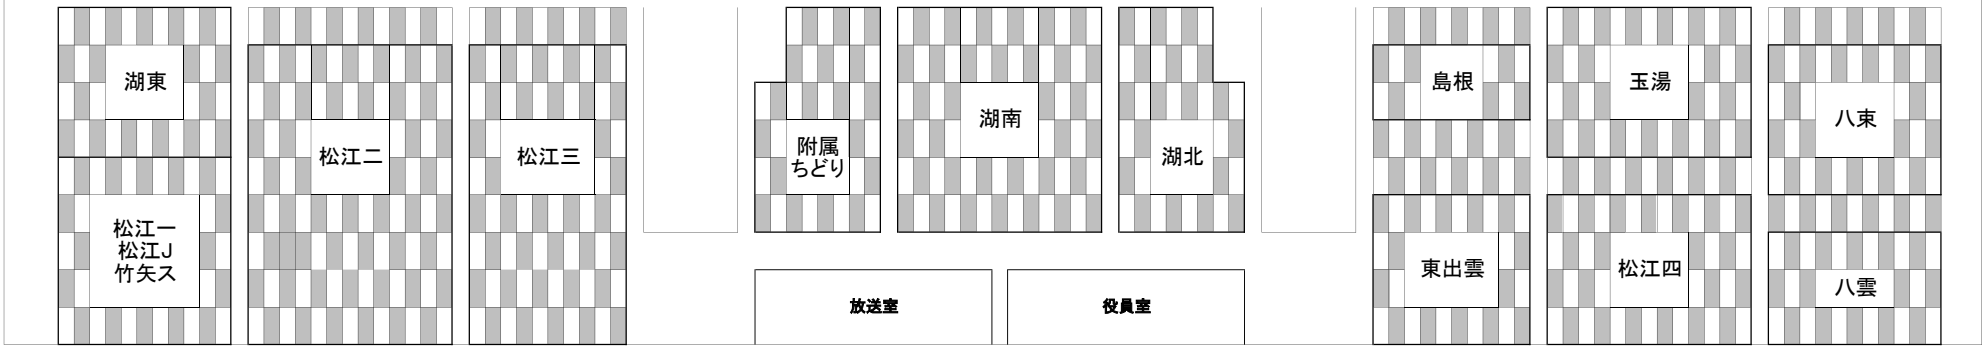 湖東
松江一
松江J
竹矢ス
松江二
松江三
附属
ちどり
湖南
湖北
放送室
役員室
島根
東出雲
玉湯
松江四
八束
八雲